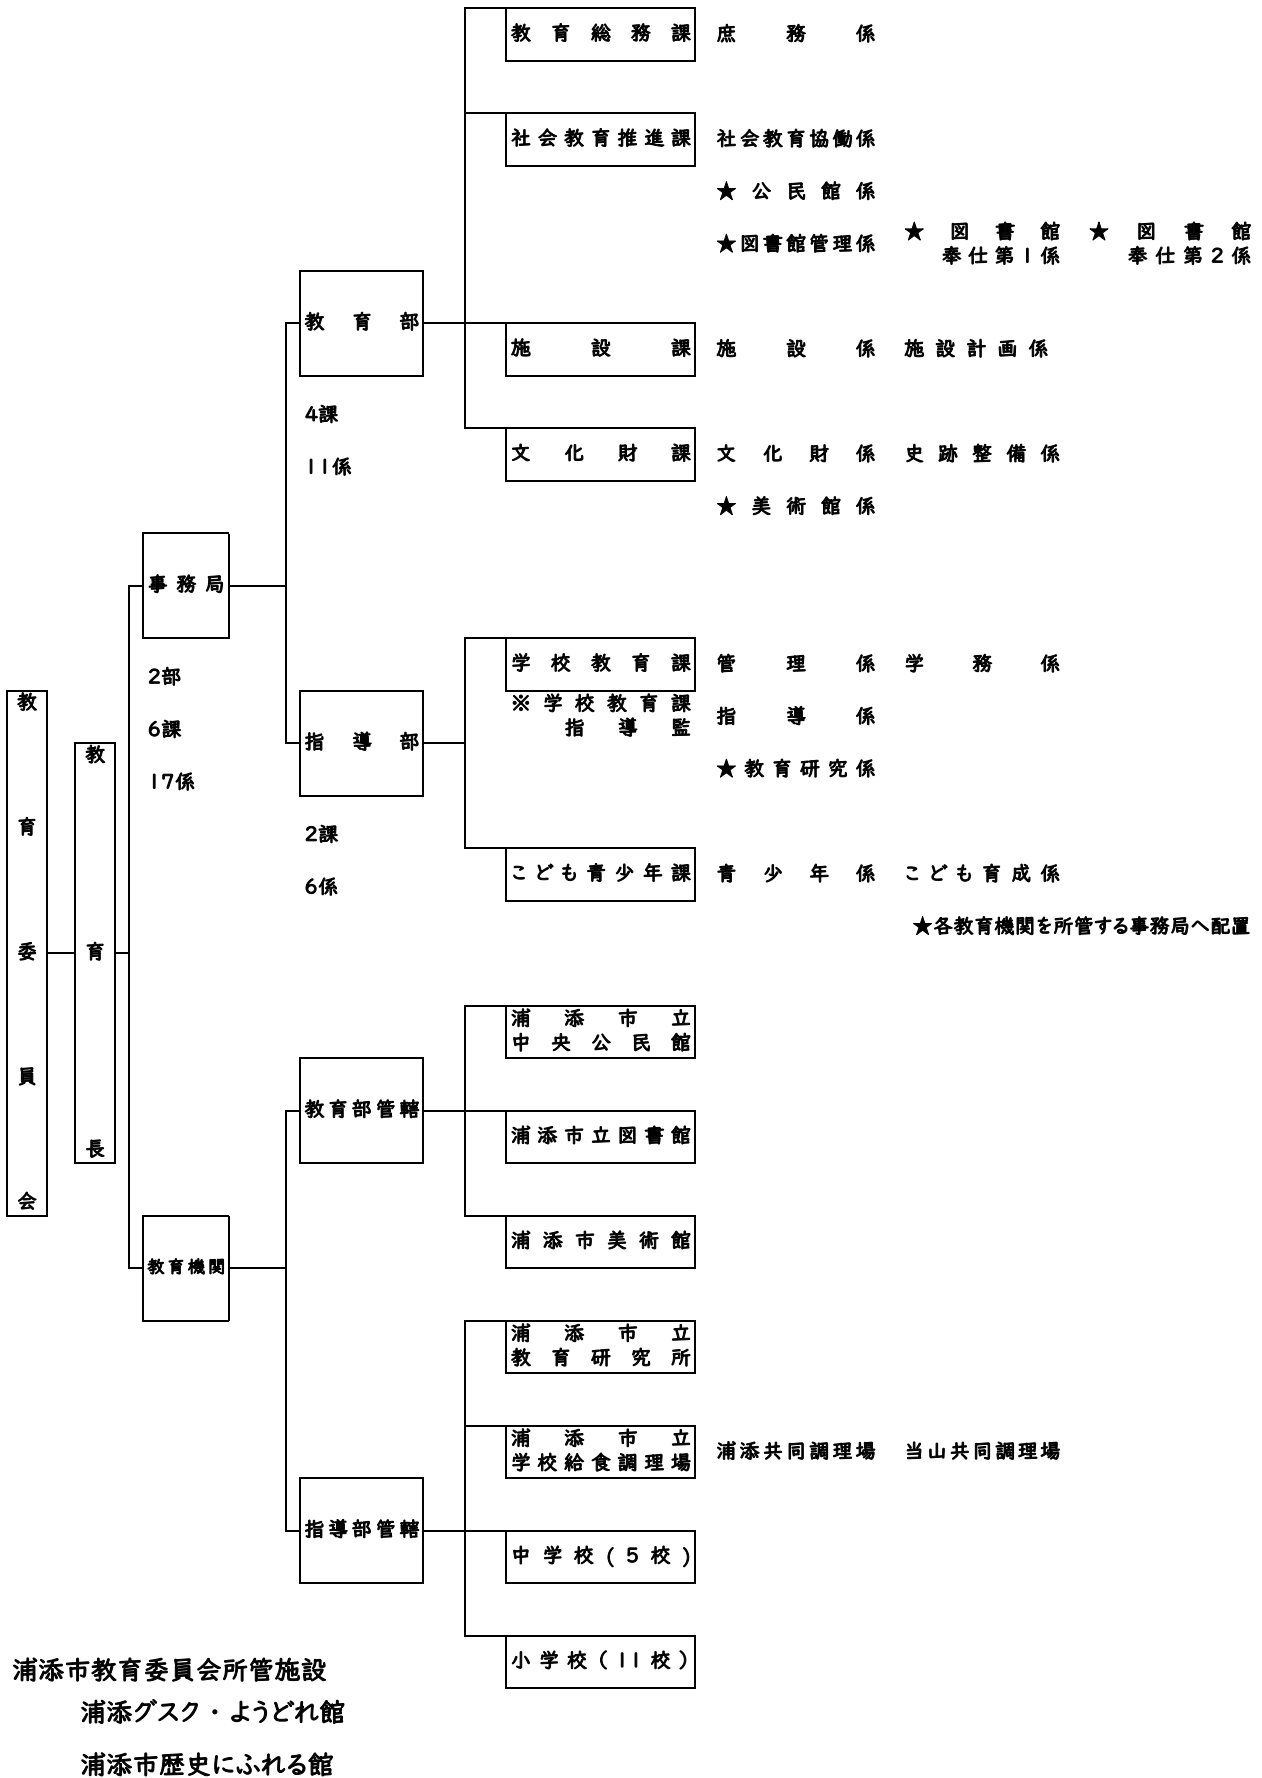 教育総務課 庶務係
社会教育推進課 社会教育協働係
★公民館係
★図書館管理係 ★図書館奉仕第1係 ★図書館奉仕第2係
教育部
施設課 施設係 施設計画係
4課
文化財課 文化財係 史跡整備係
11係
★美術館係
事務局
学校教育課 管理係 学務係
2部
※学校教育課
指導監
指導係
6課
指導部
★教育研究係
17係
2課
こども青少年課 青少年係 こども育成係
6係
★各教育機関を所管する事務局へ配置
教育委員会
教育長
浦添市立
中央公民館
教育部管轄
浦添市立図書館
浦添市美術館
教育機関
浦添市立
教育研究所
浦添市立
学校給食調理場
浦添共同調理場 当山共同調理場
指導部管轄
中学校(5校)
小学校(11校)
浦添市教育委員会所管施設
浦添グスク・ようどれ館
浦添市歴史にふれる館